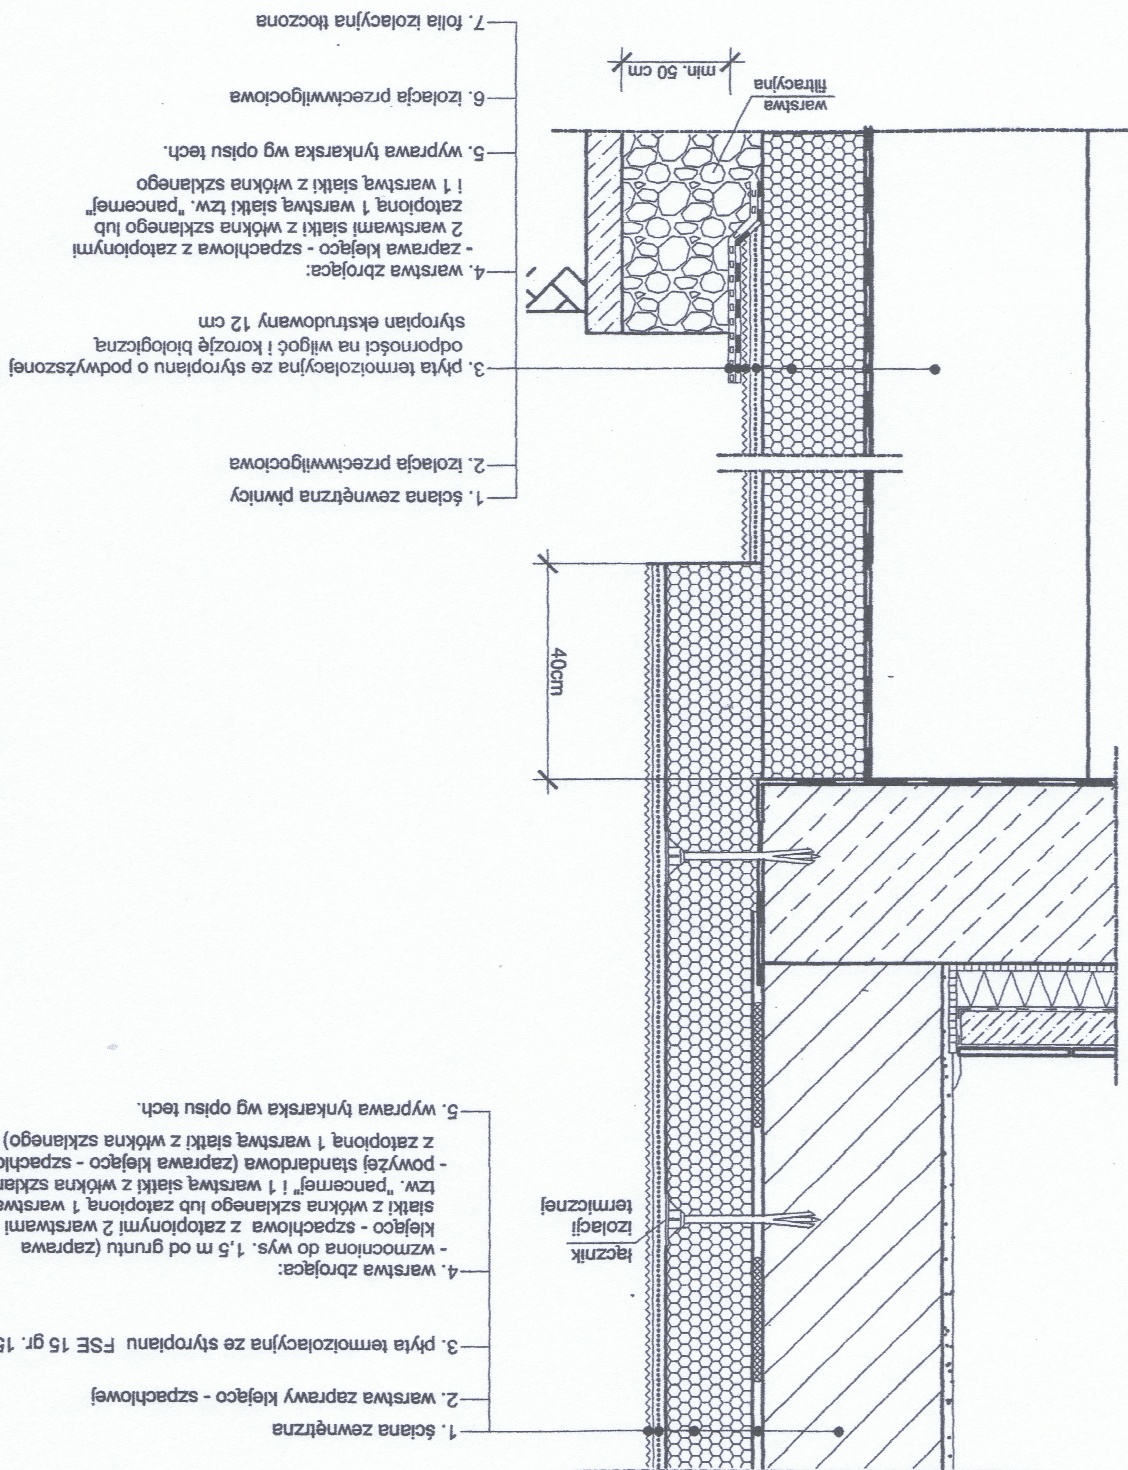 1. ściana zewnętrzna
2. warstwa zaprawy klejąco - szpachlowej
3. płyta termoizolacyjna ze styropianu FSE 15 gr. 15
4. warstwa zbrojąca:
- wzmocniona do wys. 1,5 m od gruntu (zaprawa
klejąco - szpachlowa z zatopionymi 2 warstwami
siatki z włókna szklanego lub zatopioną 1 warstwą
tzw. "pancernej" i 1 warstwą siatki z włókna szklan
- powyżej standardowa (zaprawa klejąco - szpachlo
z zatopioną 1 warstwą siatki z włókna szklanego)
5. wyprawa tynkarska wg opisu tech.
łącznik
izolacji
termicznej
40cm
1. ściana zewnętrzna piwnicy
2. izolacja przeciwwilgociowa
3. płyta termoizolacyjna ze styropianu o podwyższonej
odporności na wilgoć i korozję biologiczną
styropian ekstrudowany 12 cm
4. warstwa zbrojąca:
- zaprawa klejąco - szpachlowa z zatopionymi
2 warstwami siatki z włókna szklanego lub
zatopioną 1 warstwą siatki tzw. "pancernej"
i 1 warstwą siatki z włókna szklanego
5. wyprawa tynkarska wg opisu tech.
6. izolacja przeciwwilgociowa
7. folia izolacyjna tłoczona
warstwa
filtracyjna
min. 50 cm